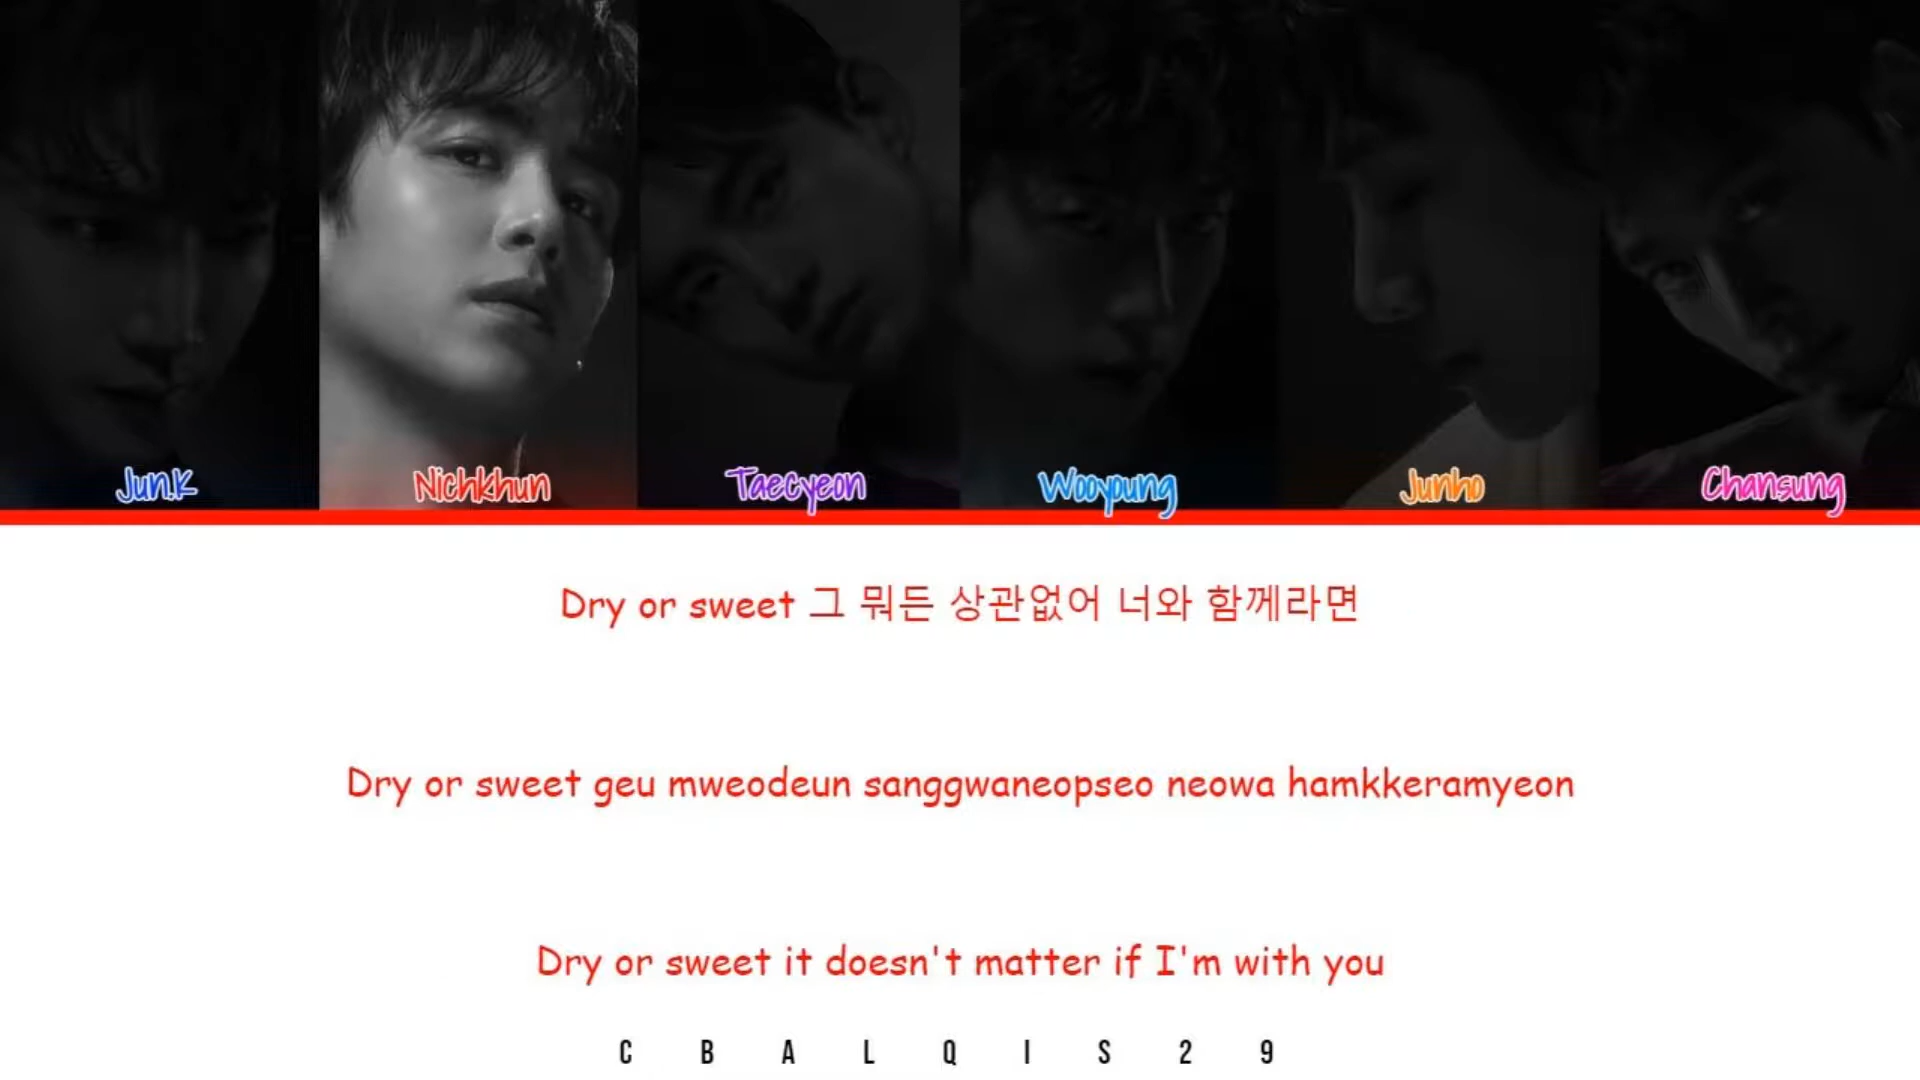 Jun.K Nichkhun Taecyeon Wooyoung Junho Chansung
Dry or sweet 그 뭐든 상관없어 너와 함께라면
Dry or sweet geu mweodeun sanggwaneopseo neowa hamkkeramyeon
Dry or sweet it doesn't matter if I'm with you
C B A L Q I S 2 9